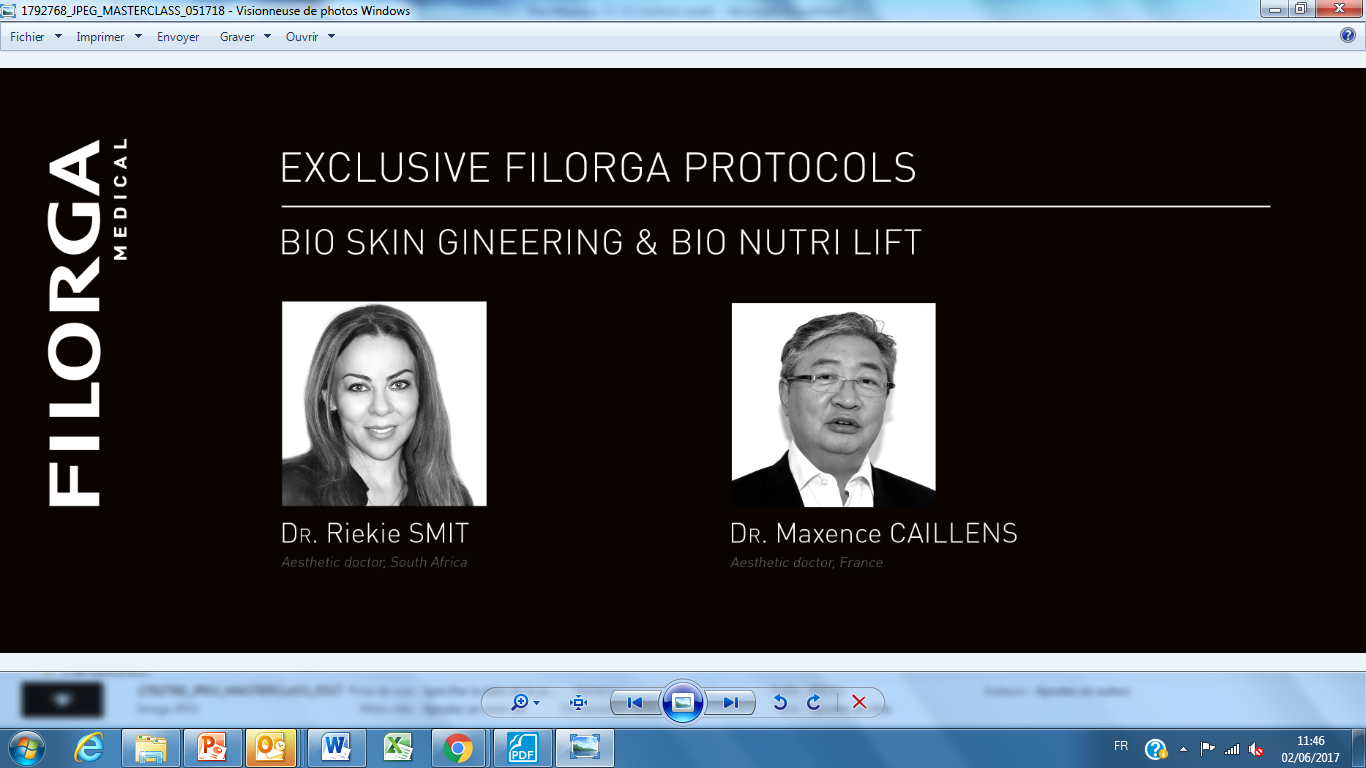 1792768_JPEG_MASTERCLASS_051718 - Visionneuse de photos Windows
Fichier Imprimer Envoyer Graver Ouvrir
FILORGA
MEDICAL
EXCLUSIVE FILORGA PROTOCOLS
BIO SKIN GINEERING & BIO NUTRI LIFT
DR. Riekie SMIT
Aesthetic doctor, South Africa
DR. Maxence CAILLENS
Aesthetic doctor, France
PDF
FR
11:46
02/06/2017